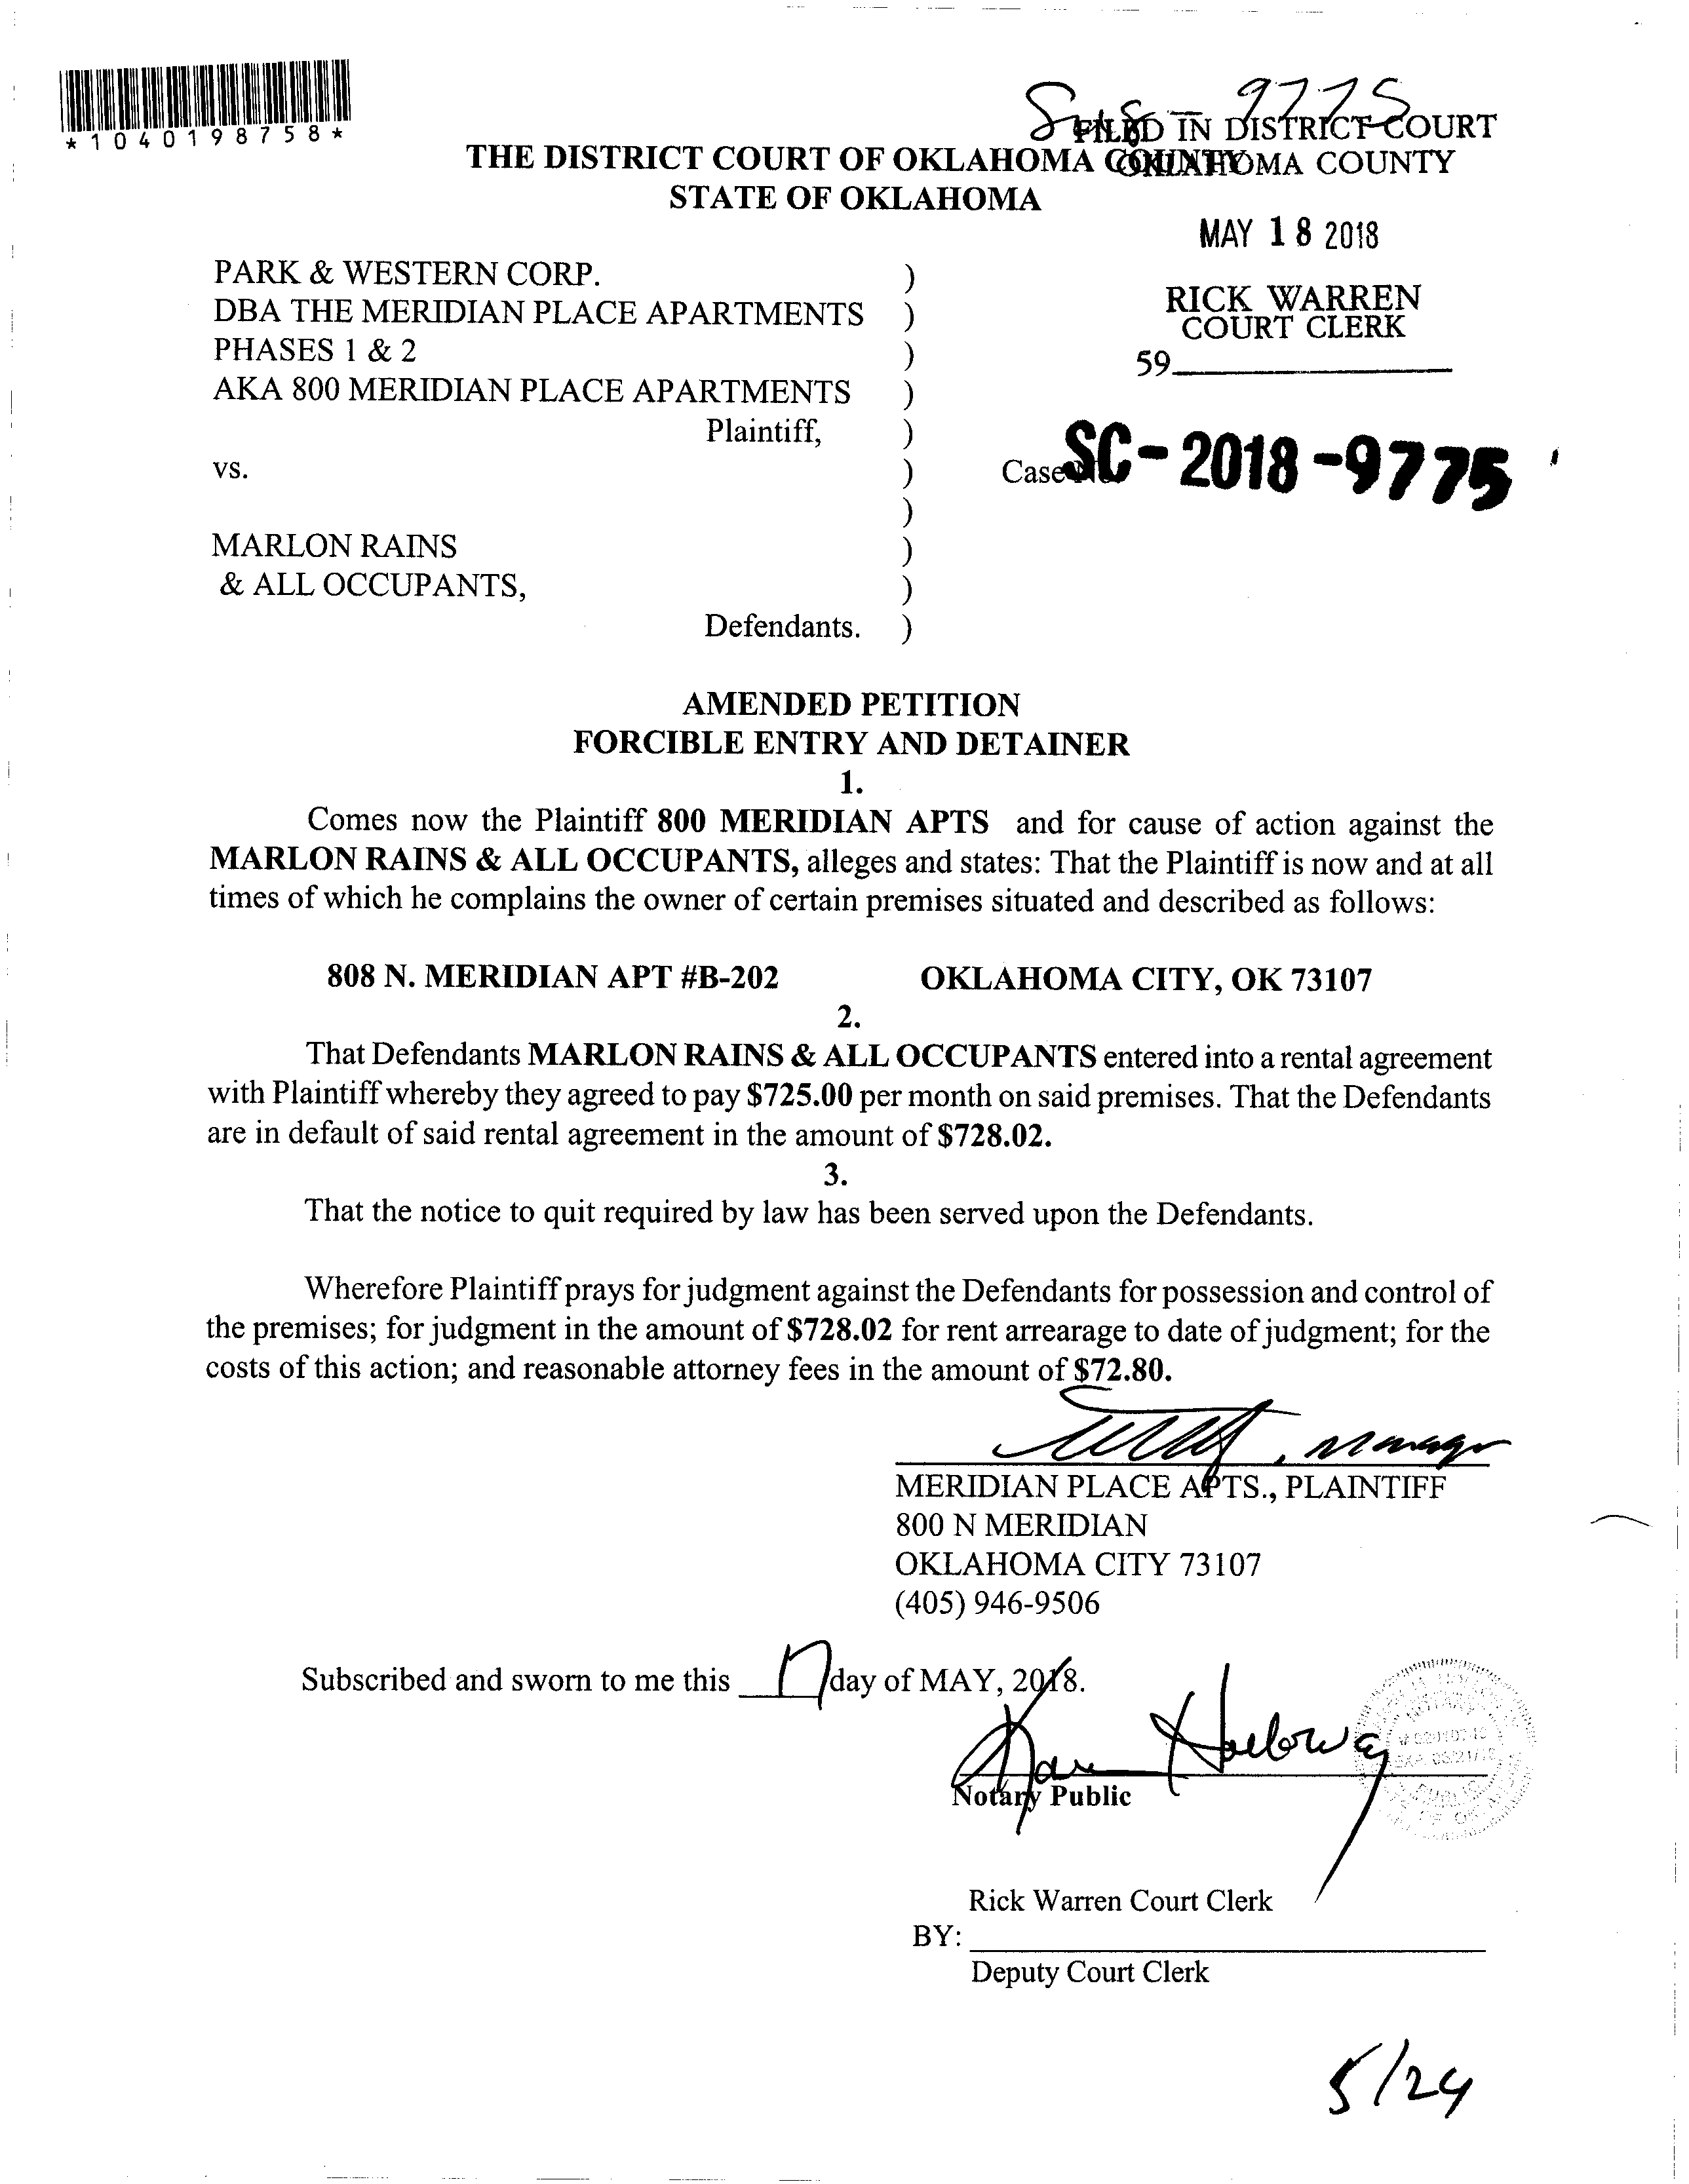 *1040198758*
9775
FILED IN DISTRICT COURT
THE DISTRICT COURT OF OKLAHOMA COUNTY
OKLAHOMA COUNTY
STATE OF OKLAHOMA
MAY 18 2018
PARK & WESTERN CORP. )
DBA THE MERIDIAN PLACE APARTMENTS )
RICK WARREN
COURT CLERK
PHASES 1 & 2 )
59
AKA 800 MERIDIAN PLACE APARTMENTS )
Plaintiff, )
vs. )
Case SC-2018-9775
)
MARLON RAINS )
& ALL OCCUPANTS, )
Defendants. )
AMENDED PETITION
FORCIBLE ENTRY AND DETAINER
1.
Comes now the Plaintiff 800 MERIDIAN APTS and for cause of action against the
MARLON RAINS & ALL OCCUPANTS, alleges and states: That the Plaintiff is now and at all
times of which he complains the owner of certain premises situated and described as follows:
808 N. MERIDIAN APT #B-202 OKLAHOMA CITY, OK 73107
2.
That Defendants MARLON RAINS & ALL OCCUPANTS entered into a rental agreement
with Plaintiff whereby they agreed to pay $725.00 per month on said premises. That the Defendants
are in default of said rental agreement in the amount of $728.02.
3.
That the notice to quit required by law has been served upon the Defendants.
Wherefore Plaintiff prays for judgment against the Defendants for possession and control of
the premises; for judgment in the amount of $728.02 for rent arrearage to date of judgment; for the
costs of this action; and reasonable attorney fees in the amount of $72.80.
, manager
MERIDIAN PLACE APTS., PLAINTIFF
800 N MERIDIAN
OKLAHOMA CITY 73107
(405) 946-9506
Subscribed and sworn to me this 17 day of MAY, 2018.
Holloway
Notary Public
Rick Warren Court Clerk
BY:
Deputy Court Clerk
5/24